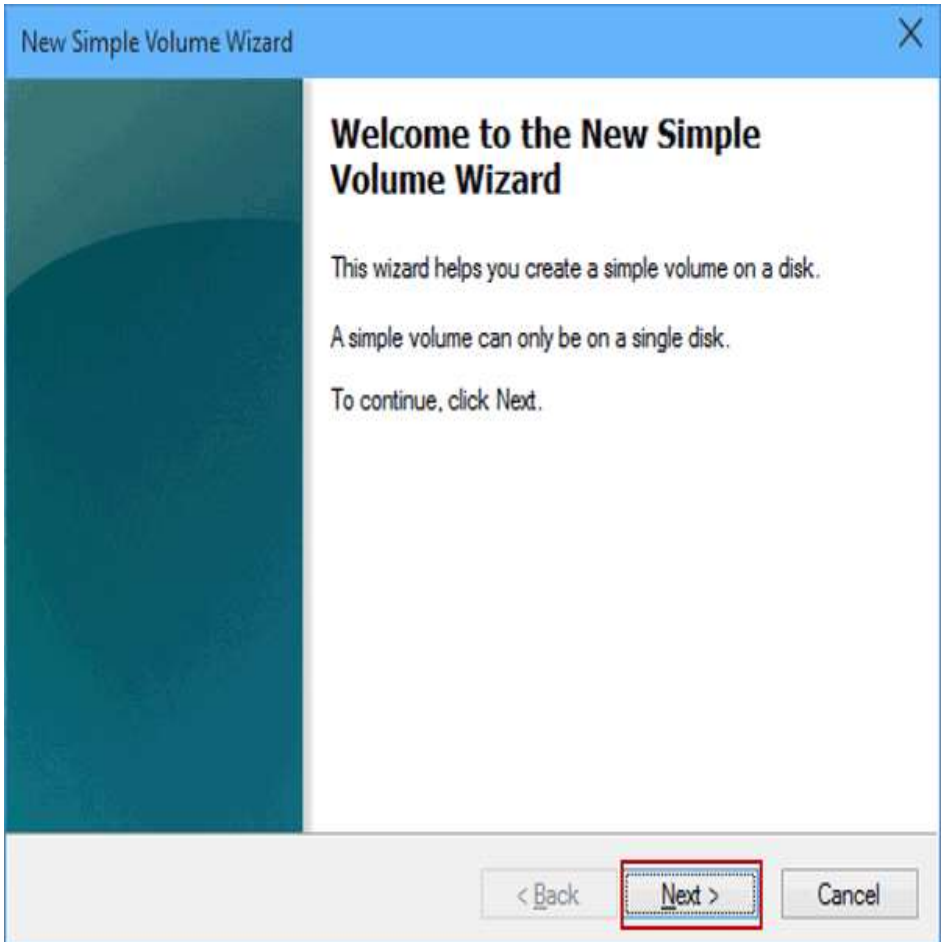 New Simple Volume Wizard
Welcome to the New Simple
Volume Wizard
This wizard helps you create a simple volume on a disk.
A simple volume can only be on a single disk.
To continue, click Next.
< Back
Next >
Cancel